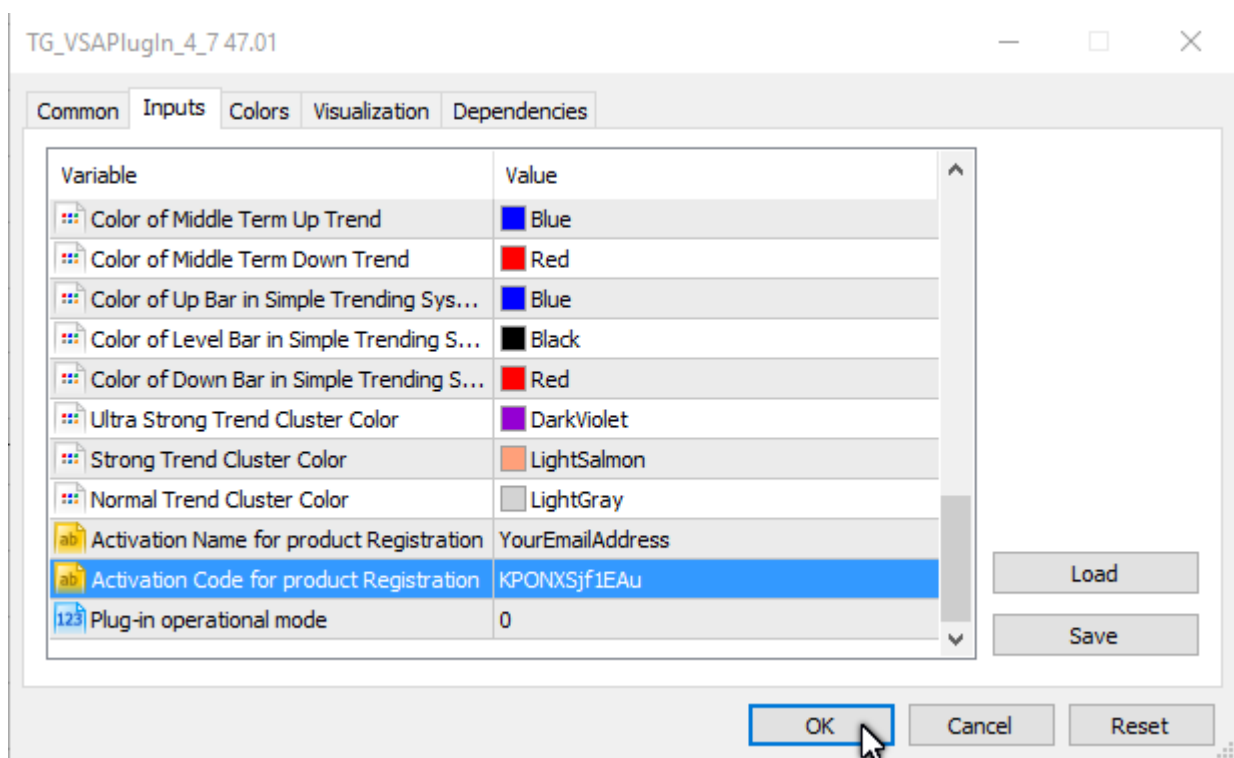 TG_VSAPlugIn_4_7 47.01
Common Inputs Colors Visualization Dependencies
Variable Value
Color of Middle Term Up Trend Blue
Color of Middle Term Down Trend Red
Color of Up Bar in Simple Trending Sys... Blue
Color of Level Bar in Simple Trending S... Black
Color of Down Bar in Simple Trending S... Red
Ultra Strong Trend Cluster Color DarkViolet
Strong Trend Cluster Color LightSalmon
Normal Trend Cluster Color LightGray
ab Activation Name for product Registration YourEmailAddress
ab Activation Code for product Registration KPONXSjf1EAu
123 Plug-in operational mode 0
Load
Save
OK Cancel Reset